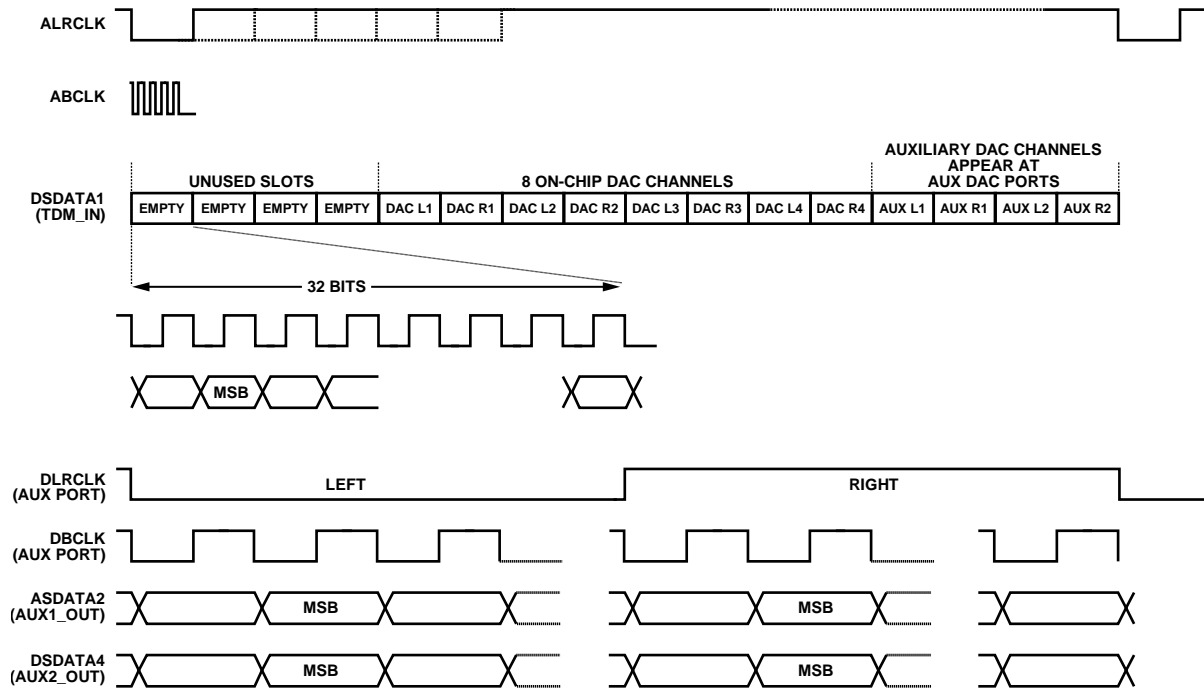 ALRCLK
ABCLK
AUXILIARY DAC CHANNELS
APPEAR AT
AUX DAC PORTS
UNUSED SLOTS
8 ON-CHIP DAC CHANNELS
DSDATA1
(TDM_IN)
EMPTY EMPTY EMPTY EMPTY DAC L1 DAC R1 DAC L2 DAC R2 DAC L3 DAC R3 DAC L4 DAC R4 AUX L1 AUX R1 AUX L2 AUX R2
32 BITS
MSB
DLRCLK
(AUX PORT)
LEFT
RIGHT
DBCLK
(AUX PORT)
ASDATA2
(AUX1_OUT)
MSB
MSB
DSDATA4
(AUX2_OUT)
MSB
MSB